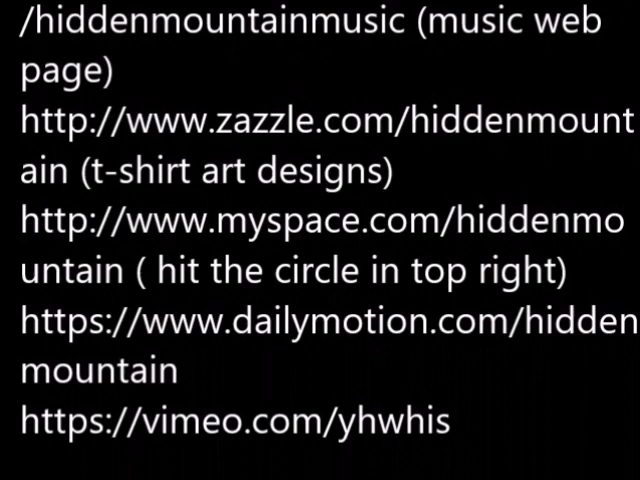 /hiddenmountainmusic (music web
page)
http://www.zazzle.com/hiddenmount
ain (t-shirt art designs)
http://www.myspace.com/hiddenmo
untain ( hit the circle in top right)
https://www.dailymotion.com/hidden
mountain
https://vimeo.com/yhwhis